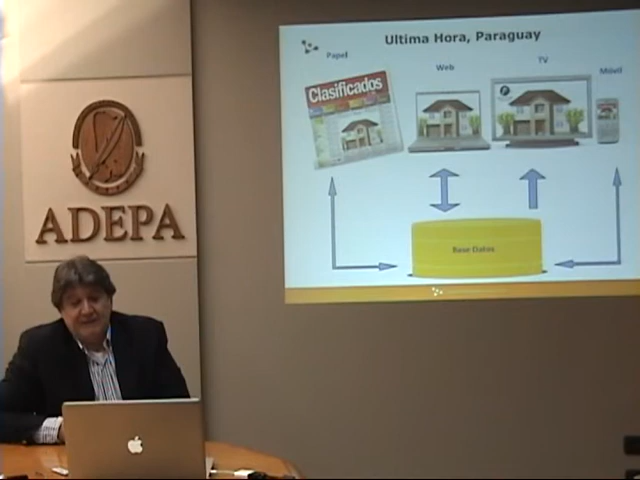 Ultima Hora, Paraguay
Papel
Web
TV
Móvil
Clasificados
ADEPA
Base Datos